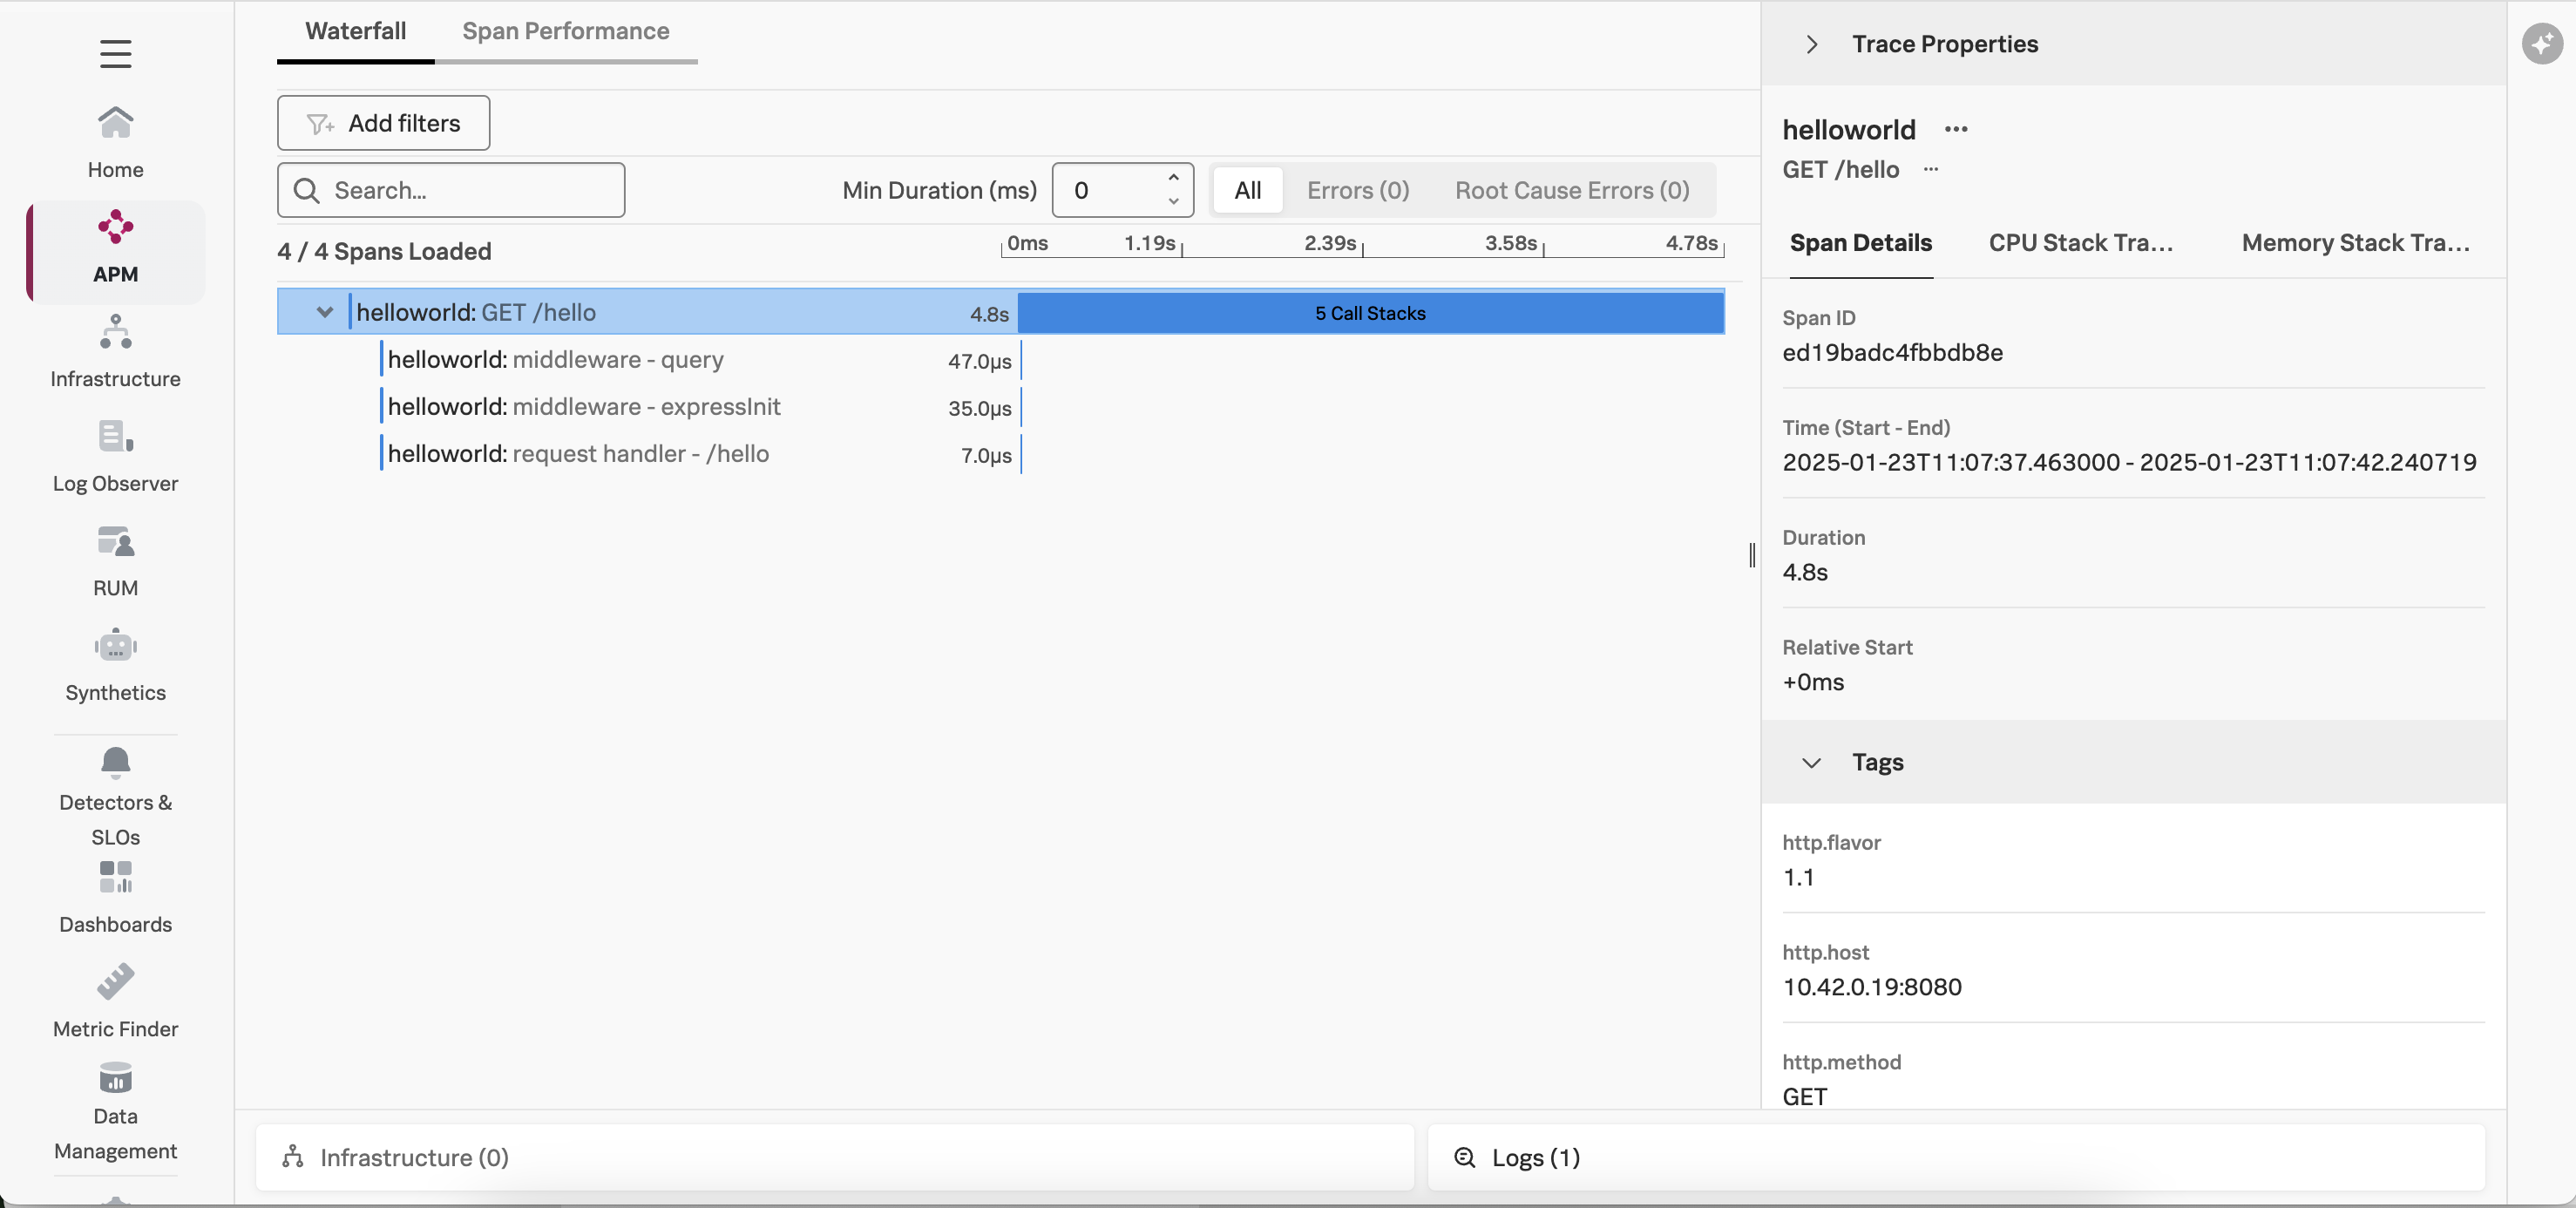 Home
APM
Infrastructure
Log Observer
RUM
Synthetics
Detectors &
SLOs
Dashboards
Metric Finder
Data
Management
Waterfall
Span Performance
Add filters
Search...
Min Duration (ms)
0
All
Errors (0)
Root Cause Errors (0)
4 / 4 Spans Loaded
0ms
1.19s
2.39s
3.58s
4.78s
helloworld: GET /hello
4.8s
5 Call Stacks
helloworld: middleware - query
47.0µs
helloworld: middleware - expressInit
35.0µs
helloworld: request handler - /hello
7.0µs
Infrastructure (0)
Logs (1)
Trace Properties
helloworld ...
GET /hello ...
Span Details
CPU Stack Tra...
Memory Stack Tra...
Span ID
ed19badc4fbbdb8e
Time (Start - End)
2025-01-23T11:07:37.463000 - 2025-01-23T11:07:42.240719
Duration
4.8s
Relative Start
+0ms
Tags
http.flavor
1.1
http.host
10.42.0.19:8080
http.method
GET